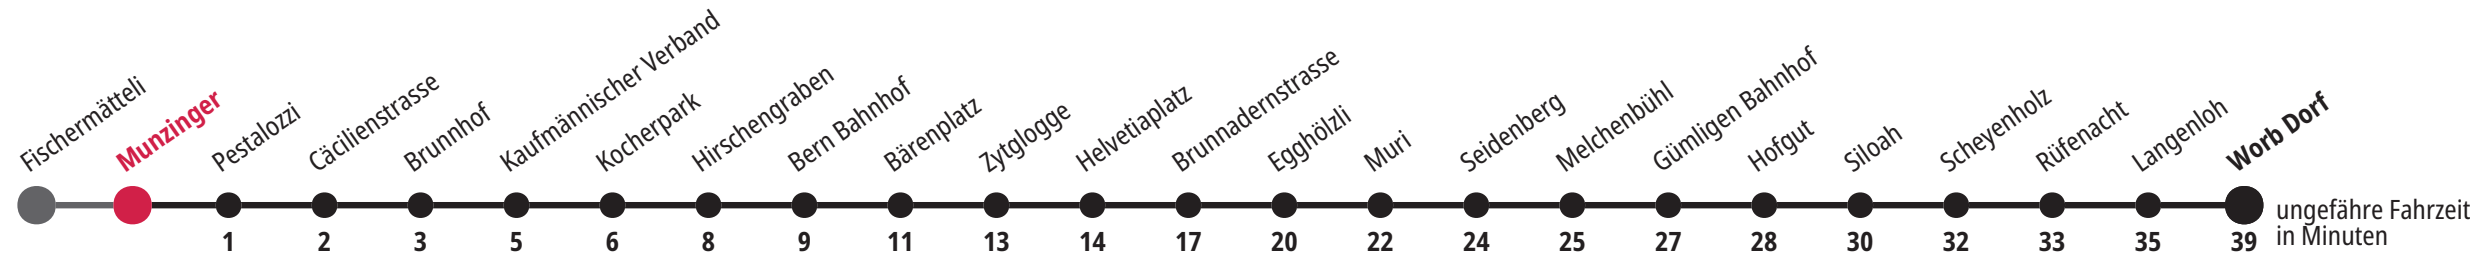 Fischermätteli
Munzinger
Pestalozzi
Cäcilienstrasse
Brunnhof
Kaufmännischer Verband
Kocherpark
Hirschengraben
Bern Bahnhof
Bärenplatz
Zytglogge
Helvetiaplatz
Brunnadernstrasse
Egghölzli
Muri
Seidenberg
Melchenbühl
Gümligen Bahnhof
Hofgut
Siloah
Scheyenholz
Rüfenacht
Langenloh
Worb Dorf
1 2 3 5 6 8 9 11 13 14 17 20 22 24 25 27 28 30 32 33 35 39
ungefähre Fahrzeit
in Minuten